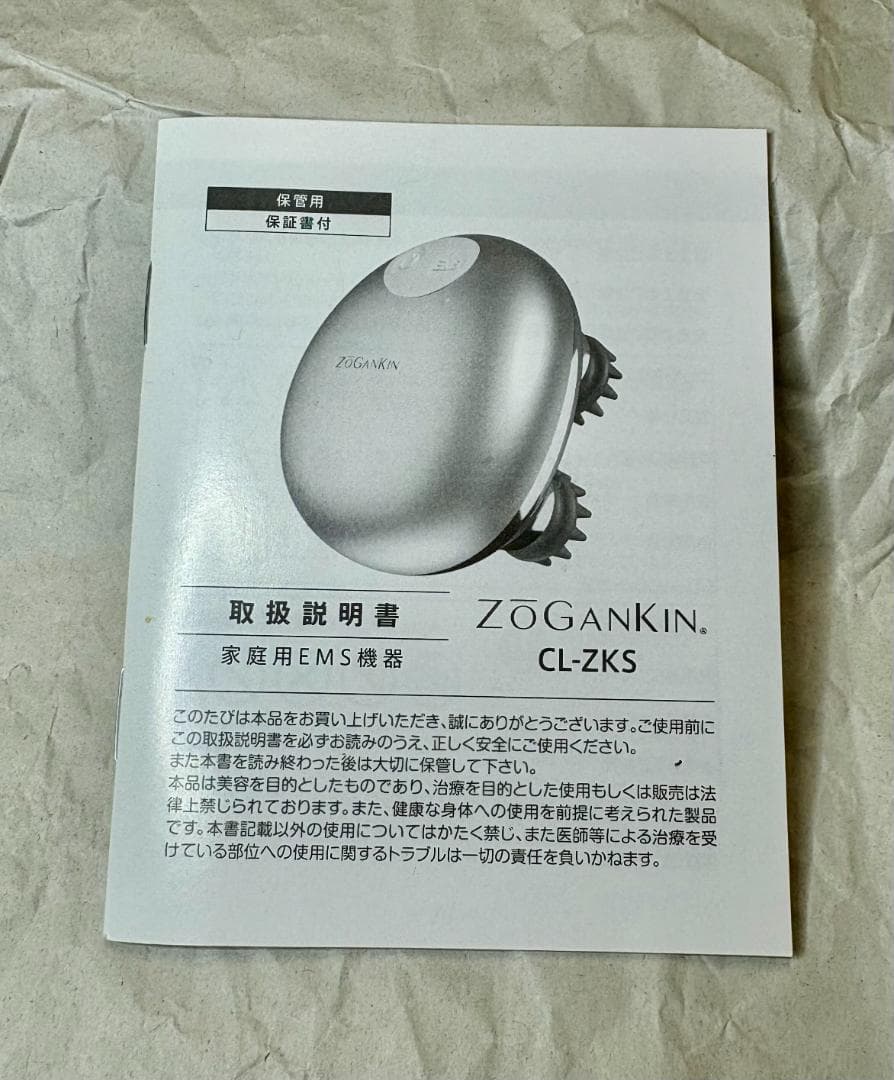 保管用
保証書付
ZŌGANKIN
取扱説明書
家庭用EMS機器
ZŌGANKIN®
CL-ZKS
このたびは本品をお買い上げいただき、誠にありがとうございます。ご使用前に
この取扱説明書を必ずお読みのうえ、正しく安全にご使用ください。
また本書を読み終わった後は大切に保管して下さい。
本品は美容を目的としたものであり、治療を目的とした使用もしくは販売は法
律上禁じられております。また、健康な身体への使用を前提に考えられた製品
です。本書記載以外の使用についてはかたく禁じ、また医師等による治療を受
けている部位への使用に関するトラブルは一切の責任を負いかねます。